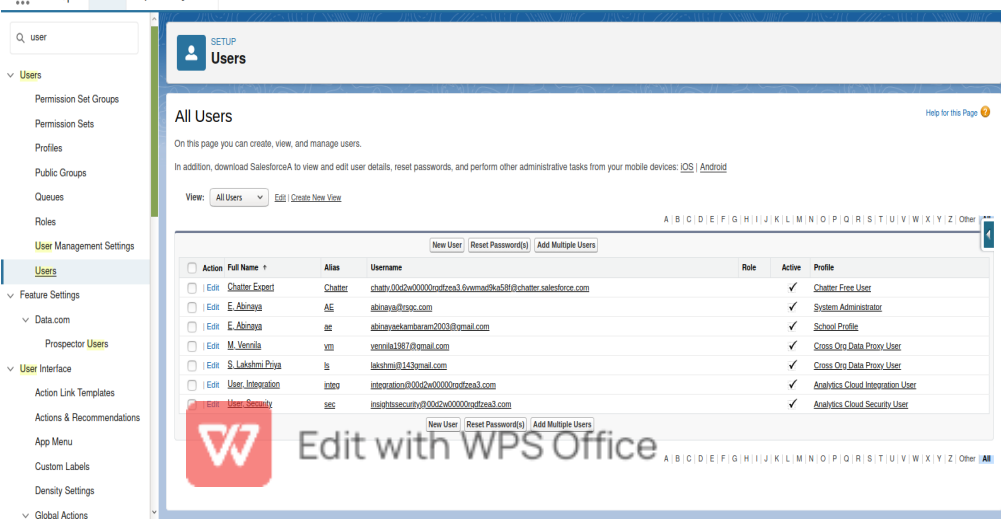 user
SETUP
Users
Users
Permission Set Groups
Permission Sets
Profiles
Public Groups
Queues
Roles
User Management Settings
Users
Feature Settings
Data.com
Prospector Users
User Interface
Action Link Templates
Actions & Recommendations
App Menu
Custom Labels
Density Settings
Global Actions
All Users
Help for this Page ?
On this page you can create, view, and manage users.
In addition, download SalesforceA to view and edit user details, reset passwords, and perform other administrative tasks from your mobile devices: iOS | Android
View: All Users Edit | Create New View
A | B | C | D | E | F | G | H | I | J | K | L | M | N | O | P | Q | R | S | T | U | V | W | X | Y | Z | Other
New User Reset Password(s) Add Multiple Users
Action Full Name ↑ Alias Username Role Active Profile
| Edit Chatter Expert Chatter chatty.00d2w00000rqdfzea3.6vwmad9ka58f@chatter.salesforce.com ✓ Chatter Free User
| Edit E, Abinaya AE abinaya@rsgc.com ✓ System Administrator
| Edit E, Abinaya ae abinayaekambaram2003@gmail.com ✓ School Profile
| Edit M, Vennila vm vennila1987@gmail.com ✓ Cross Org Data Proxy User
| Edit S, Lakshmi Priya ls lakshmi@143gmail.com ✓ Cross Org Data Proxy User
| Edit User, Integration integ integration@00d2w00000rqdfzea3.com ✓ Analytics Cloud Integration User
| Edit User, Security sec insightssecurity@00d2w00000rqdfzea3.com ✓ Analytics Cloud Security User
New User Reset Password(s) Add Multiple Users
W Edit with WPS Office
A | B | C | D | E | F | G | H | I | J | K | L | M | N | O | P | Q | R | S | T | U | V | W | X | Y | Z | Other All